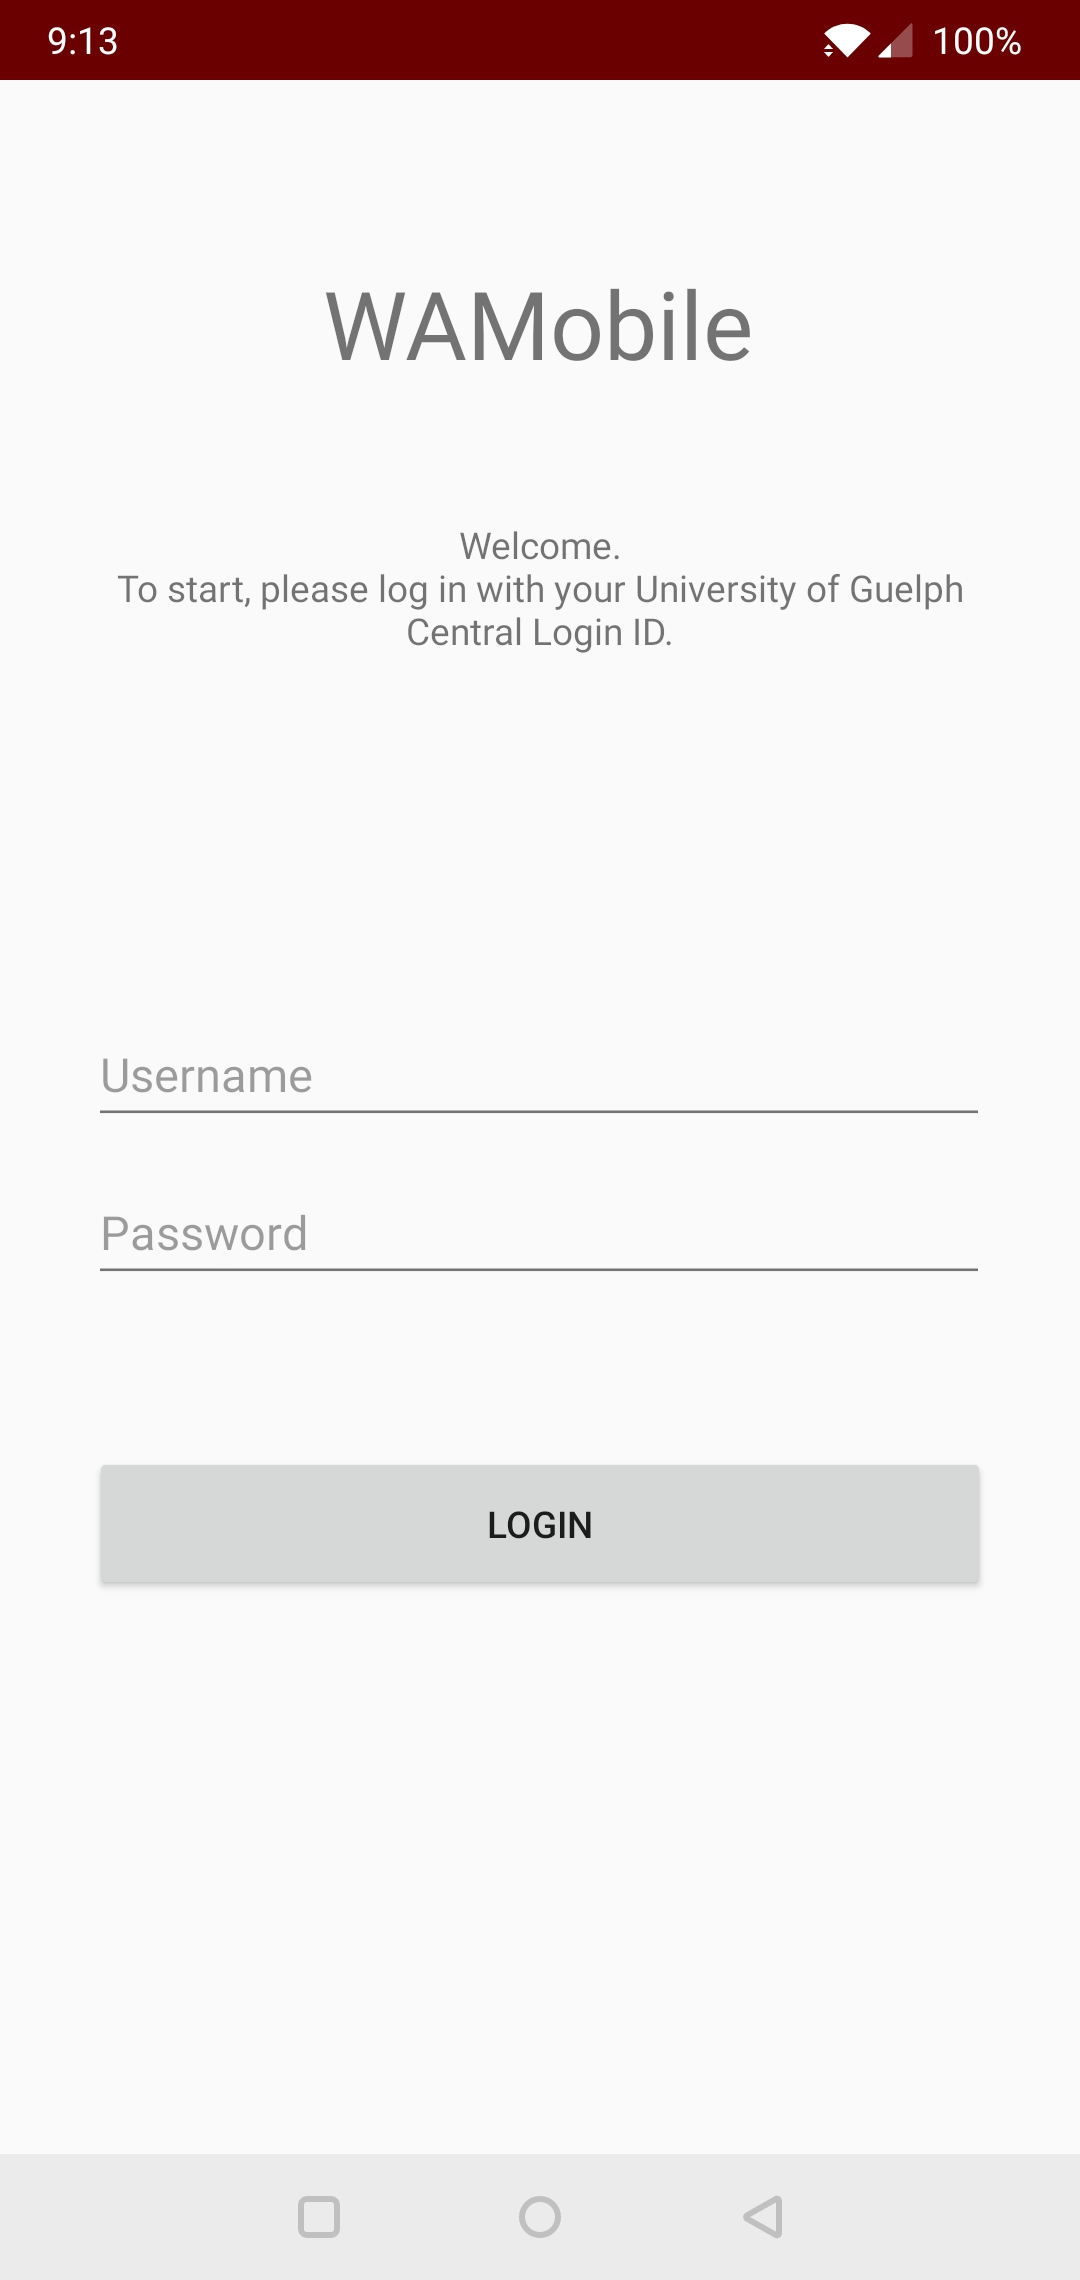 9:13
100%
WAMobile
Welcome.
To start, please log in with your University of Guelph
Central Login ID.
Username
Password
LOGIN